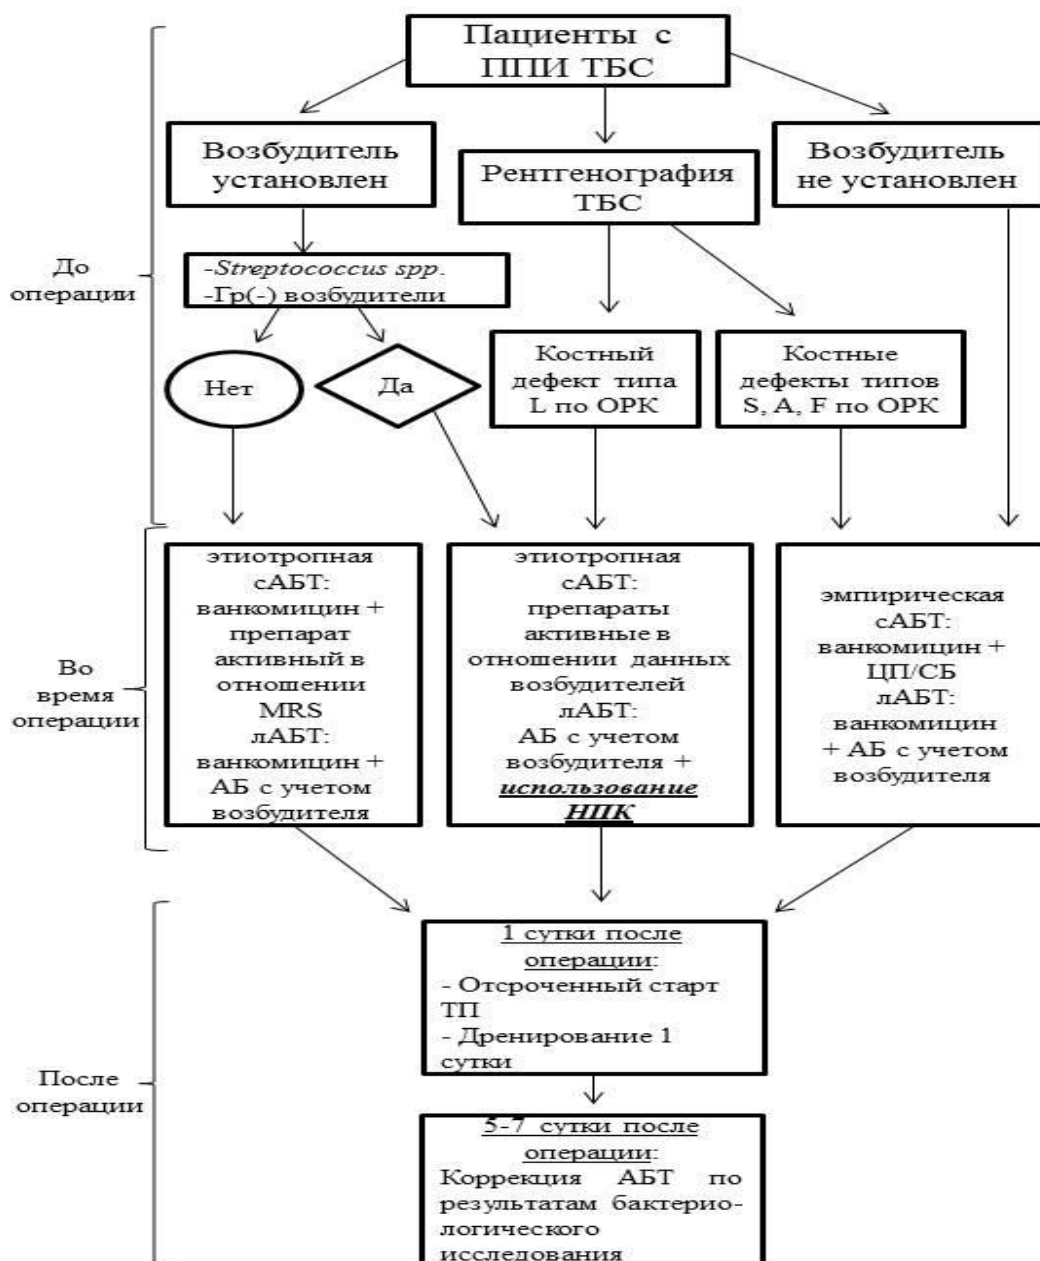 Пациенты с
ППИ ТБС
Возбудитель
установлен
Рентгенография
ТБС
Возбудитель
не установлен
До
операции
-Streptococcus spp.
-Гр(-) возбудители
Нет
Да
Костный
дефект типа
L по ОРК
Костные
дефекты типов
S, A, F по ОРК
Во
время
операции
этиотропная
сАБТ:
ванкомицин +
препарат
активный в
отношении
MRS
лАБТ:
ванкомицин +
АБ с учетом
возбудителя
этиотропная
сАБТ:
препараты
активные в
отношении данных
возбудителей
лАБТ:
АБ с учетом
возбудителя +
использование
НПК
эмпирическая
сАБТ:
ванкомицин +
ЦП/СБ
лАБТ:
ванкомицин
+ АБ с учетом
возбудителя
После
операции
1 сутки после
операции:
- Отсроченный старт
ТП
- Дренирование 1
сутки
5-7 сутки после
операции:
Коррекция АБТ по
результатам бактерио-
логического
исследования